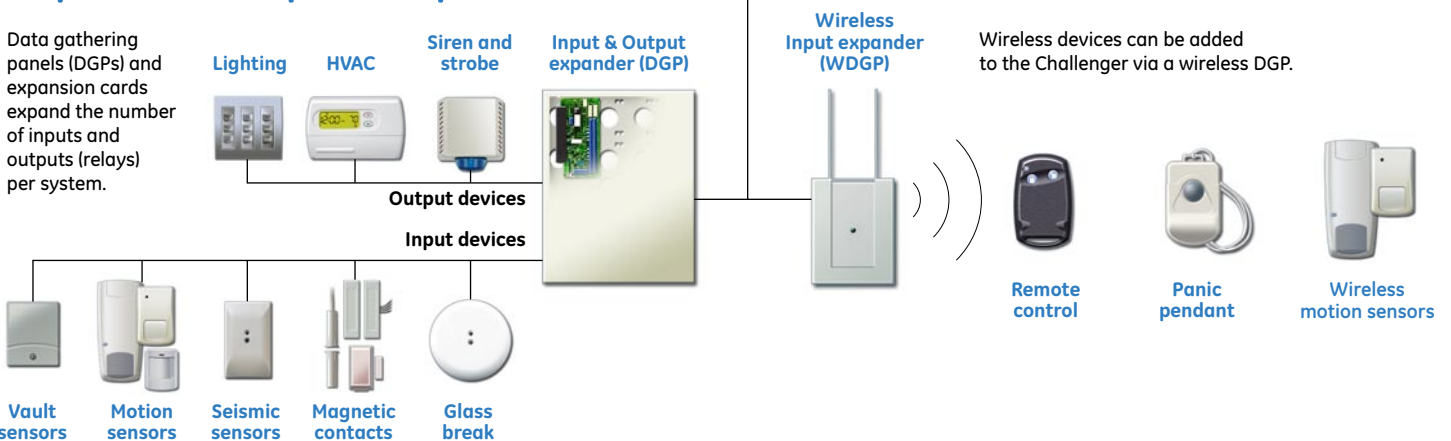 Data gathering
panels (DGPs) and
expansion cards
expand the number
of inputs and
outputs (relays)
per system.
Lighting
HVAC
Siren and
strobe
Input & Output
expander (DGP)
Wireless
Input expander
(WDGP)
Wireless devices can be added
to the Challenger via a wireless DGP.
Output devices
Input devices
Remote
control
Panic
pendant
Wireless
motion sensors
Vault
sensors
Motion
sensors
Seismic
sensors
Magnetic
contacts
Glass
break